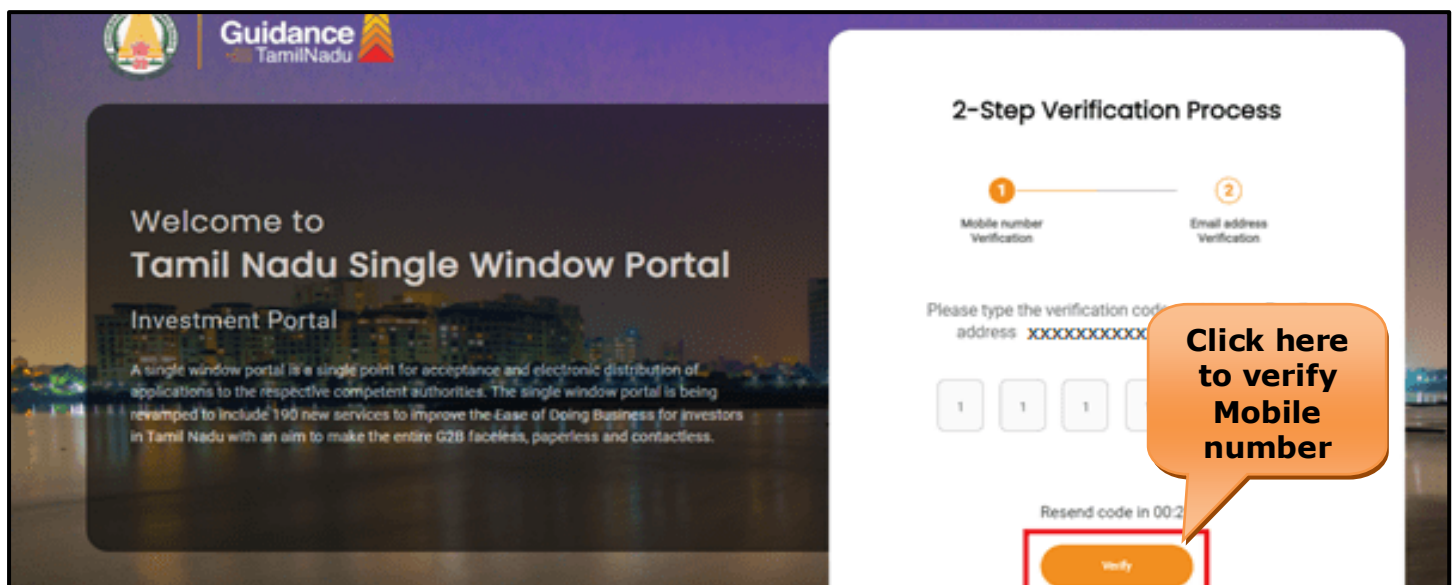 Guidance
TamilNadu
Welcome to
Tamil Nadu Single Window Portal
Investment Portal
A single window portal is a single point for acceptance and electronic distribution of
applications to the respective competent authorities. The single window portal is being
revamped to include 190 new services to improve the Ease of Doing Business for investors
in Tamil Nadu with an aim to make the entire G2B faceless, paperless and contactless.
2-Step Verification Process
1
2
Mobile number
Verification
Email address
Verification
Please type the verification code
address XXXXXXXXXX
1 1 1
Click here
to verify
Mobile
number
Resend code in 00:2
Verify